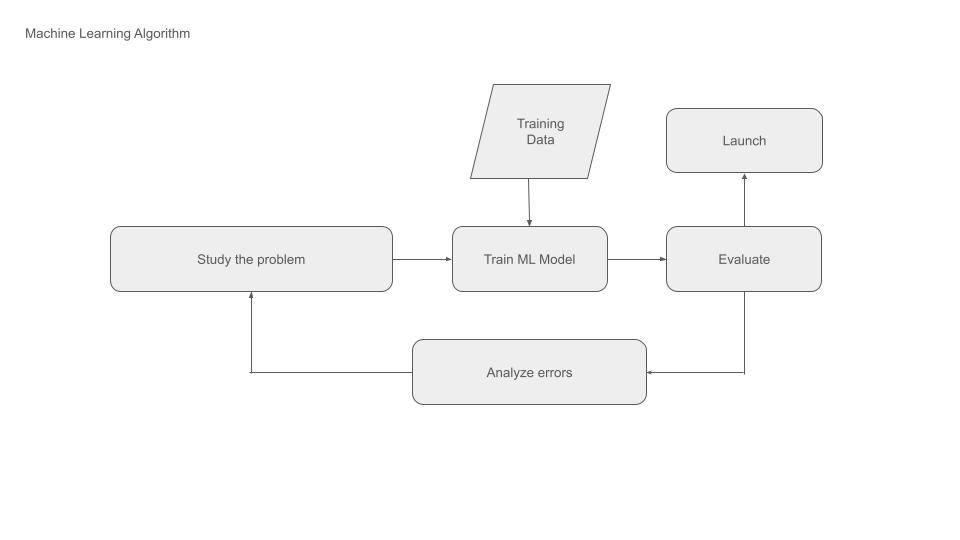 Machine Learning Algorithm
Training
Data
Launch
Study the problem
Train ML Model
Evaluate
Analyze errors